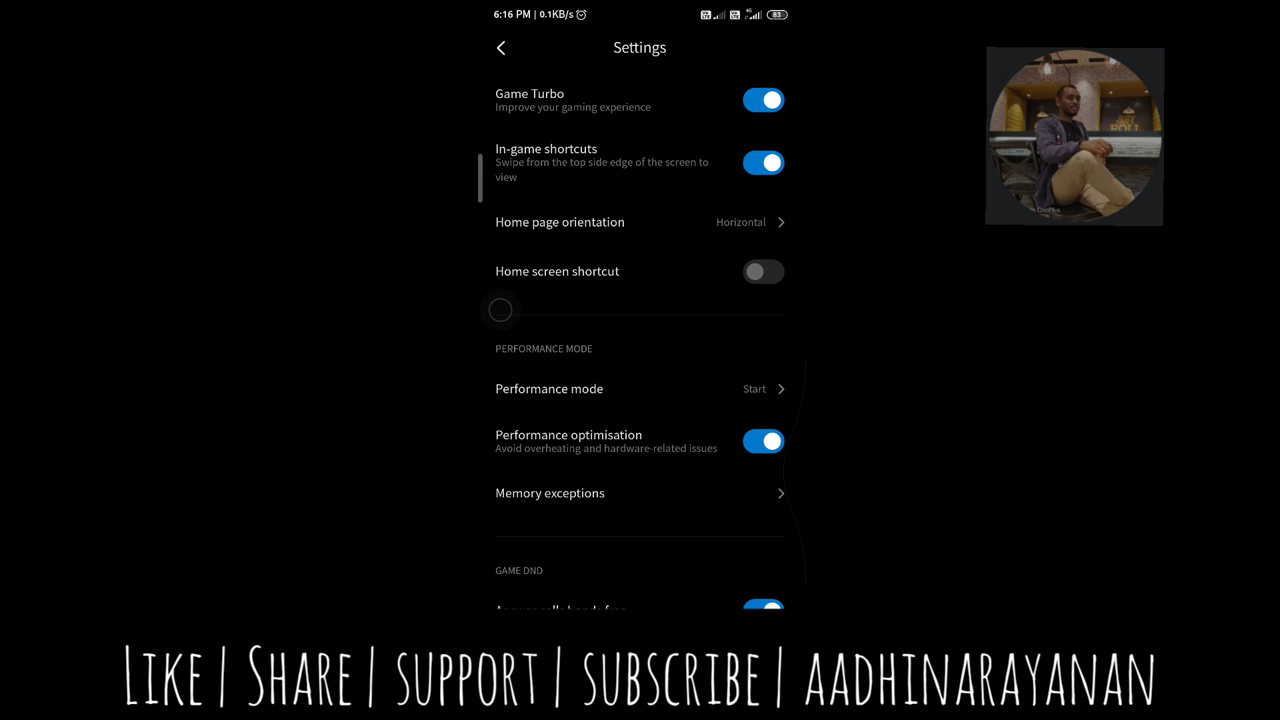 6:16 PM | 0.1KB/s
4G
83
Settings
Game Turbo
Improve your gaming experience
In-game shortcuts
Swipe from the top side edge of the screen to
view
Home page orientation
Horizontal
Home screen shortcut
PERFORMANCE MODE
Performance mode
Start
Performance optimisation
Avoid overheating and hardware-related issues
Memory exceptions
GAME DND
LIKE | SHARE | SUPPORT | SUBSCRIBE | AADHINARAYANAN